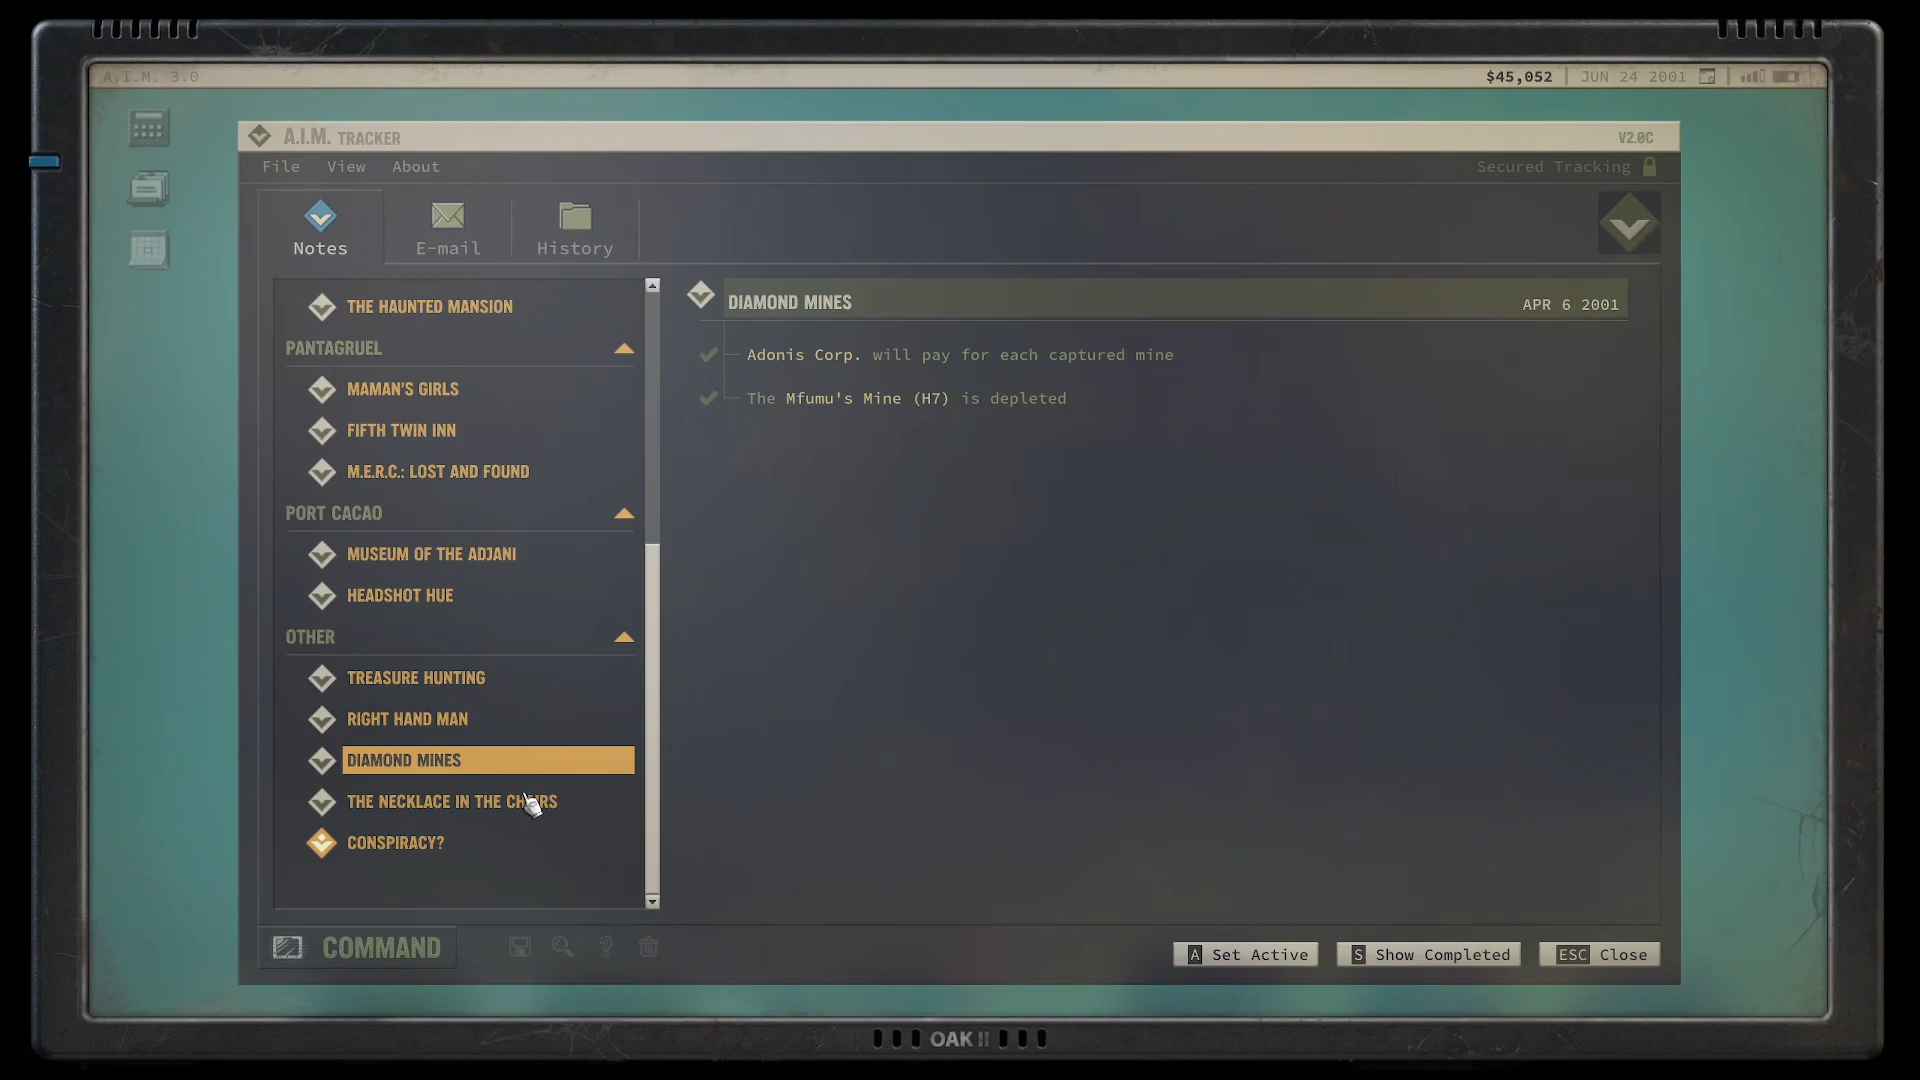 A.I.M. 3.0
$45,052 | JUN 24 2001
A.I.M. TRACKER
V2.0C
File View About
Secured Tracking
Notes
E-mail
History
THE HAUNTED MANSION
PANTAGRUEL
MAMAN'S GIRLS
FIFTH TWIN INN
M.E.R.C.: LOST AND FOUND
PORT CACAO
MUSEUM OF THE ADJANI
HEADSHOT HUE
OTHER
TREASURE HUNTING
RIGHT HAND MAN
DIAMOND MINES
THE NECKLACE IN THE CHAIRS
CONSPIRACY?
DIAMOND MINES
APR 6 2001
Adonis Corp. will pay for each captured mine
The Mfumu's Mine (H7) is depleted
COMMAND
?
A Set Active
S Show Completed
ESC Close
OAK II